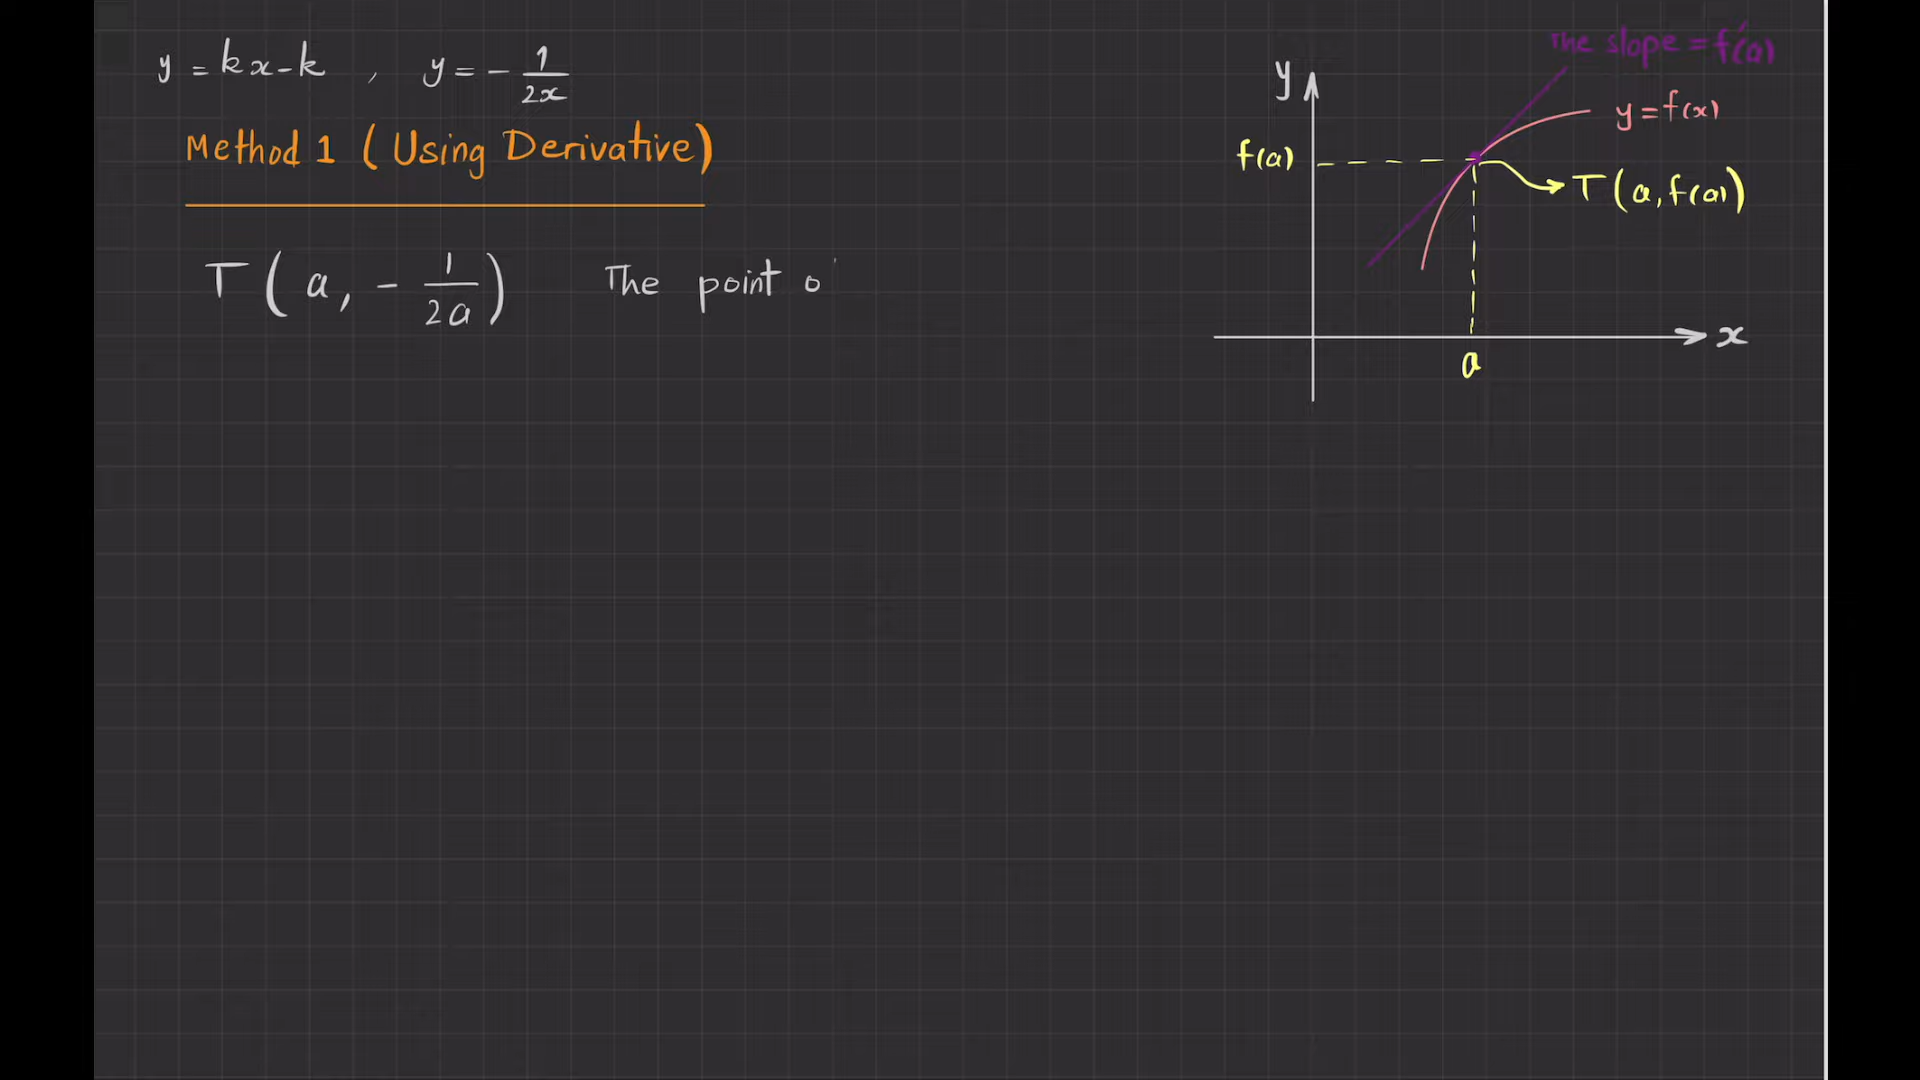 y = kx - k , y = - 1/2x
Method 1 ( Using Derivative)
T ( a, - 1/2a ) The point o
the slope = f'(a)
y
y = f(x)
f(a)
T ( a, f(a) )
x
a